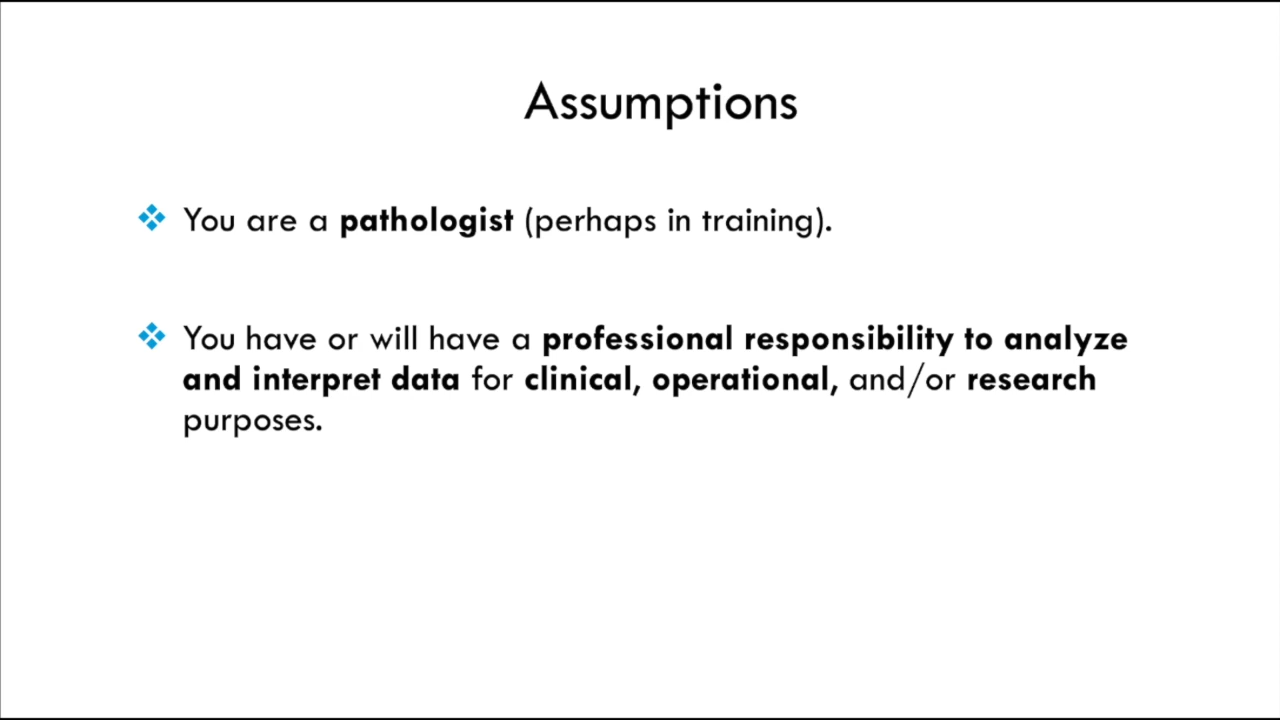 Assumptions
You are a pathologist (perhaps in training).
You have or will have a professional responsibility to analyze
and interpret data for clinical, operational, and/or research
purposes.